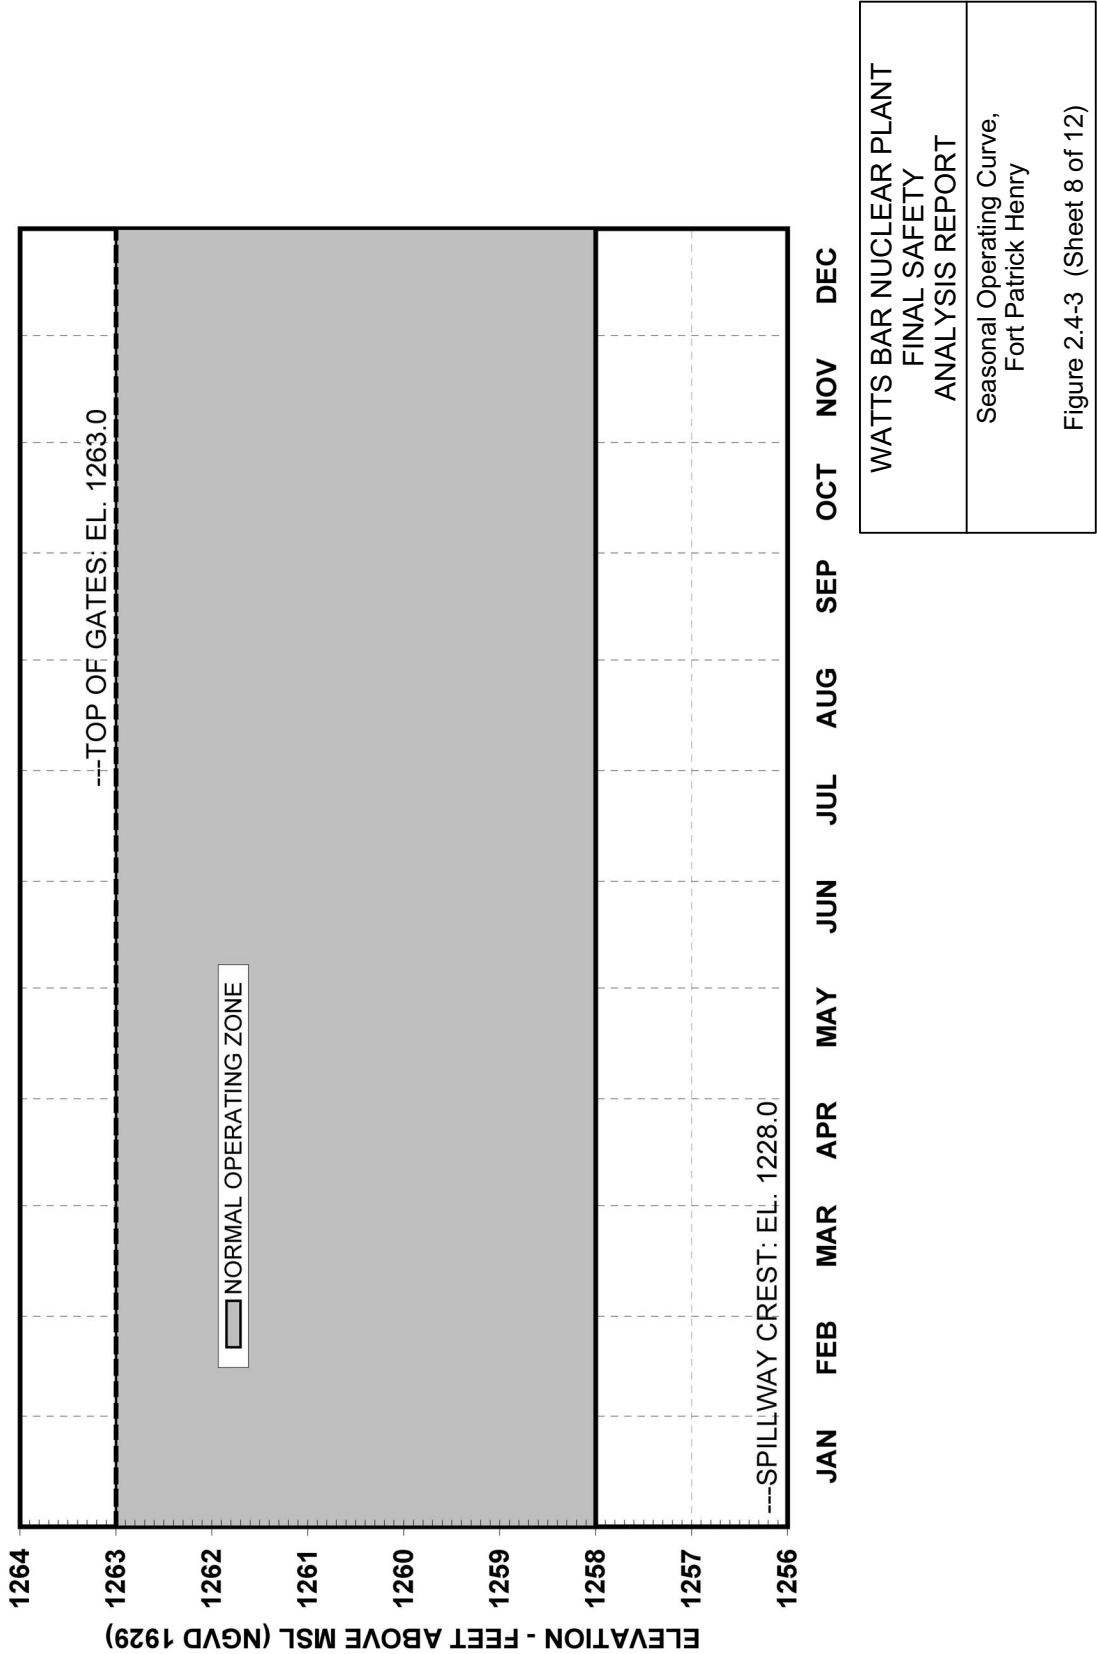 ELEVATION - FEET ABOVE MSL (NGVD 1929)
1264
1263
1262
1261
1260
1259
1258
1257
1256
---TOP OF GATES: EL. 1263.0
NORMAL OPERATING ZONE
---SPILLWAY CREST: EL. 1228.0
JAN FEB MAR APR MAY JUN JUL AUG SEP OCT NOV DEC
WATTS BAR NUCLEAR PLANT
FINAL SAFETY
ANALYSIS REPORT
Seasonal Operating Curve,
Fort Patrick Henry
Figure 2.4-3 (Sheet 8 of 12)